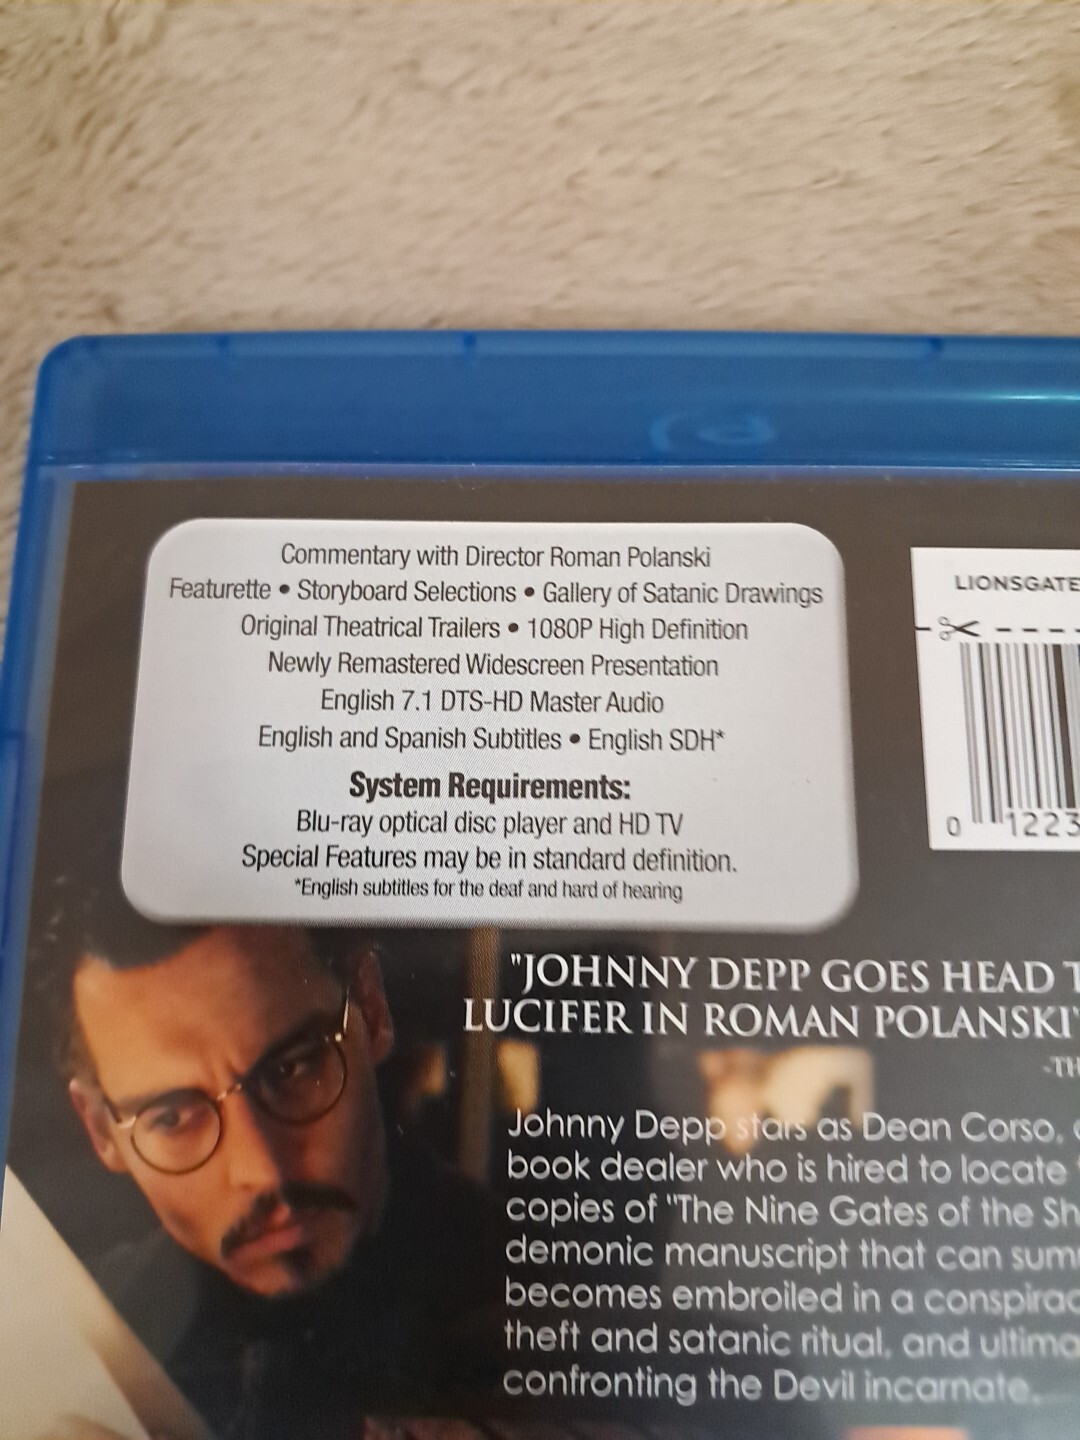 Commentary with Director Roman Polanski
Featurette • Storyboard Selections • Gallery of Satanic Drawings
Original Theatrical Trailers • 1080P High Definition
Newly Remastered Widescreen Presentation
English 7.1 DTS-HD Master Audio
English and Spanish Subtitles • English SDH*
System Requirements:
Blu-ray optical disc player and HD TV
Special Features may be in standard definition.
*English subtitles for the deaf and hard of hearing
LIONSGATE
0 1223
"JOHNNY DEPP GOES HEAD T
LUCIFER IN ROMAN POLANSKI'
-TH
Johnny Depp stars as Dean Corso,
book dealer who is hired to locate
copies of "The Nine Gates of the Sh
demonic manuscript that can sum
becomes embroiled in a conspirac
theft and satanic ritual, and ultima
confronting the Devil incarnate.